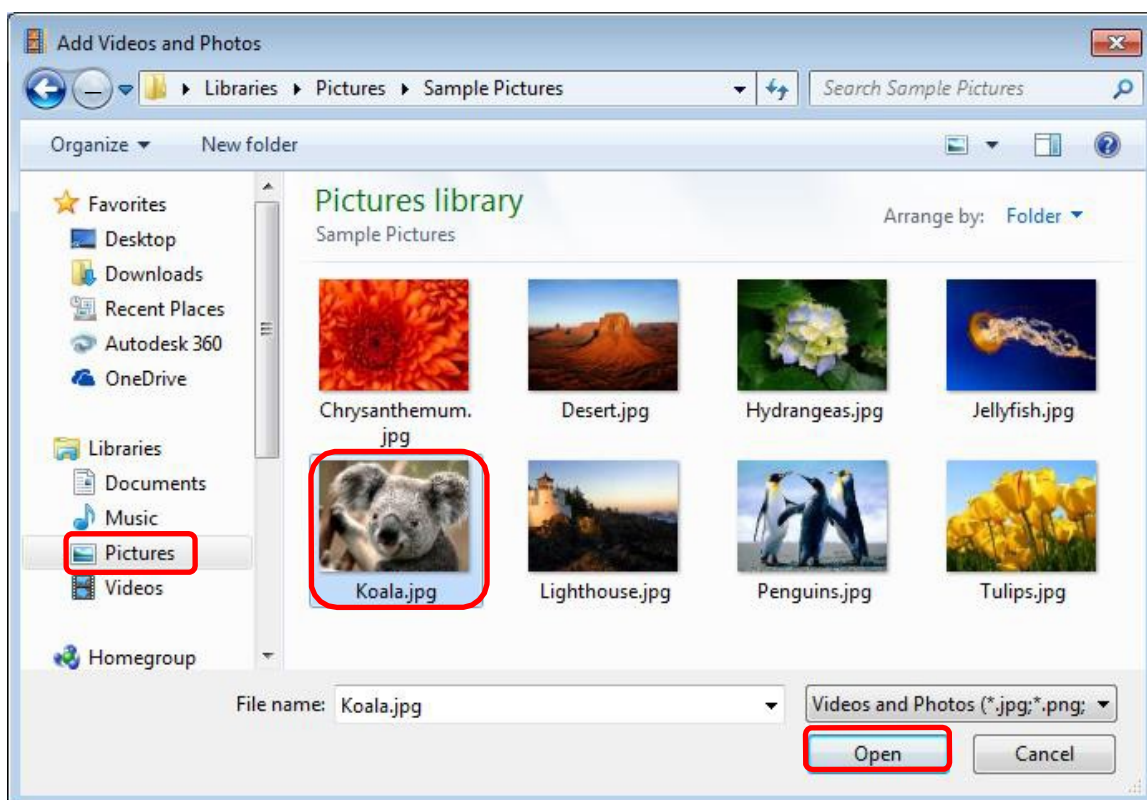 Add Videos and Photos
Libraries Pictures Sample Pictures
Search Sample Pictures
Organize New folder
Favorites
Desktop
Downloads
Recent Places
Autodesk 360
OneDrive
Libraries
Documents
Music
Pictures
Videos
Homegroup
Pictures library
Sample Pictures
Arrange by: Folder
Chrysanthemum.
jpg
Desert.jpg
Hydrangeas.jpg
Jellyfish.jpg
Koala.jpg
Lighthouse.jpg
Penguins.jpg
Tulips.jpg
File name: Koala.jpg
Videos and Photos (*.jpg;*.png;
Open
Cancel